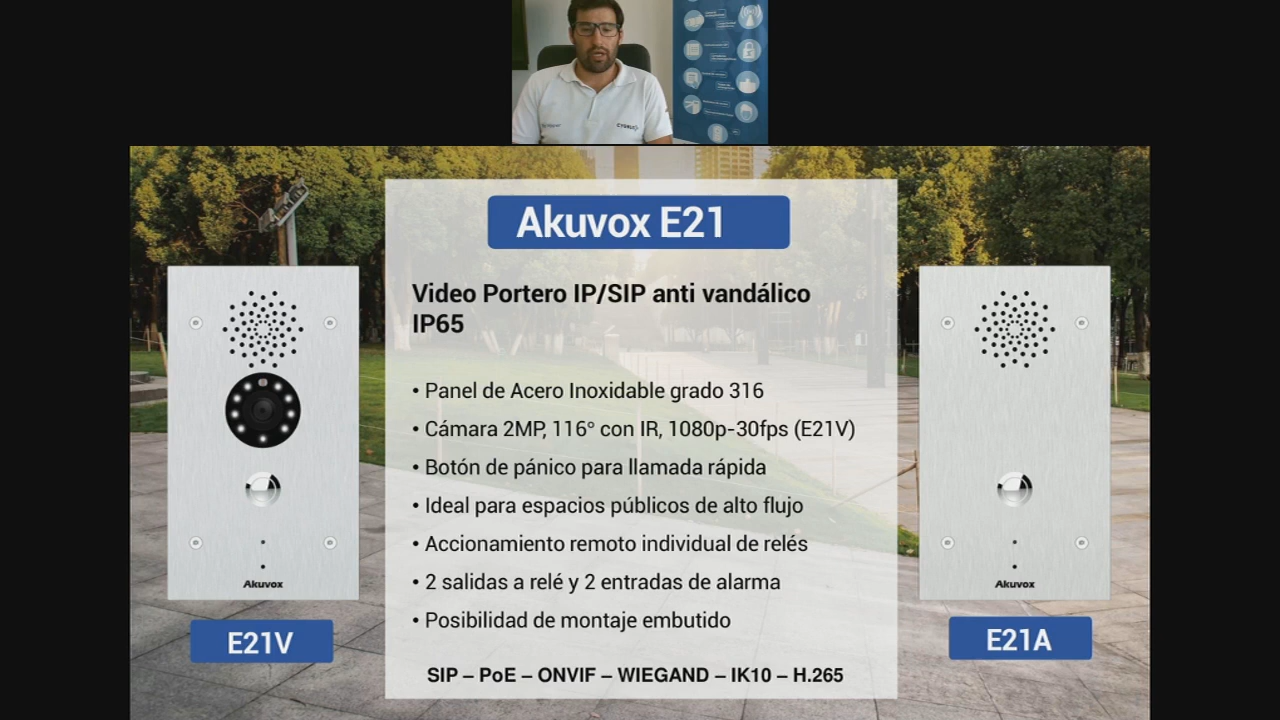 Akuvox E21
Video Portero IP/SIP anti vandálico
IP65
• Panel de Acero Inoxidable grado 316
• Cámara 2MP, 116° con IR, 1080p-30fps (E21V)
• Botón de pánico para llamada rápida
• Ideal para espacios públicos de alto flujo
• Accionamiento remoto individual de relés
• 2 salidas a relé y 2 entradas de alarma
• Posibilidad de montaje embutido
SIP – PoE – ONVIF – WIEGAND – IK10 – H.265
Akuvox
E21V
Akuvox
E21A